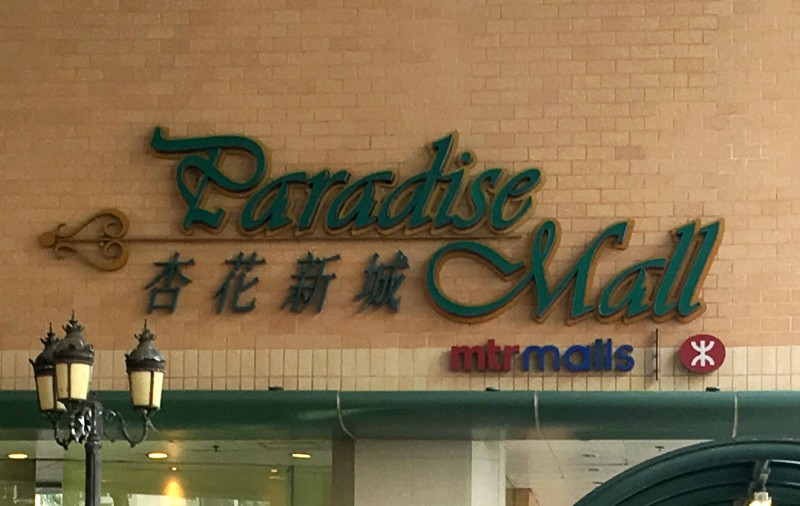 Paradise
杏花新城 Mall
mtrmalls